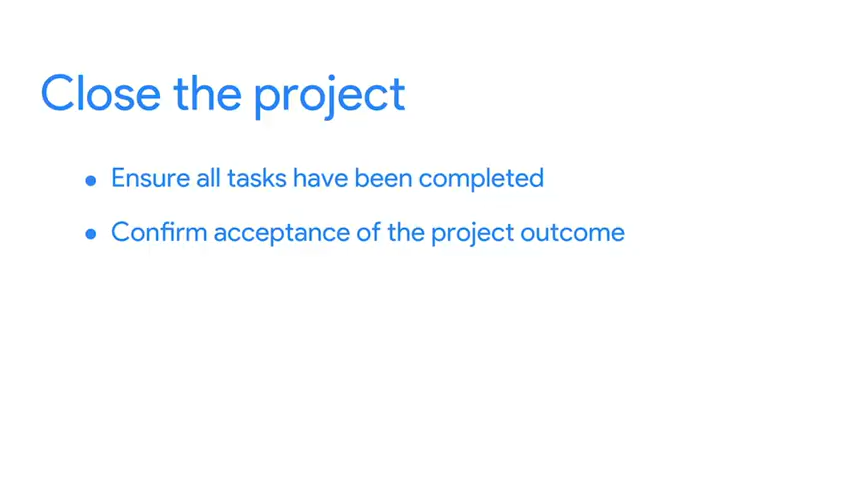 Close the project
• Ensure all tasks have been completed
• Confirm acceptance of the project outcome